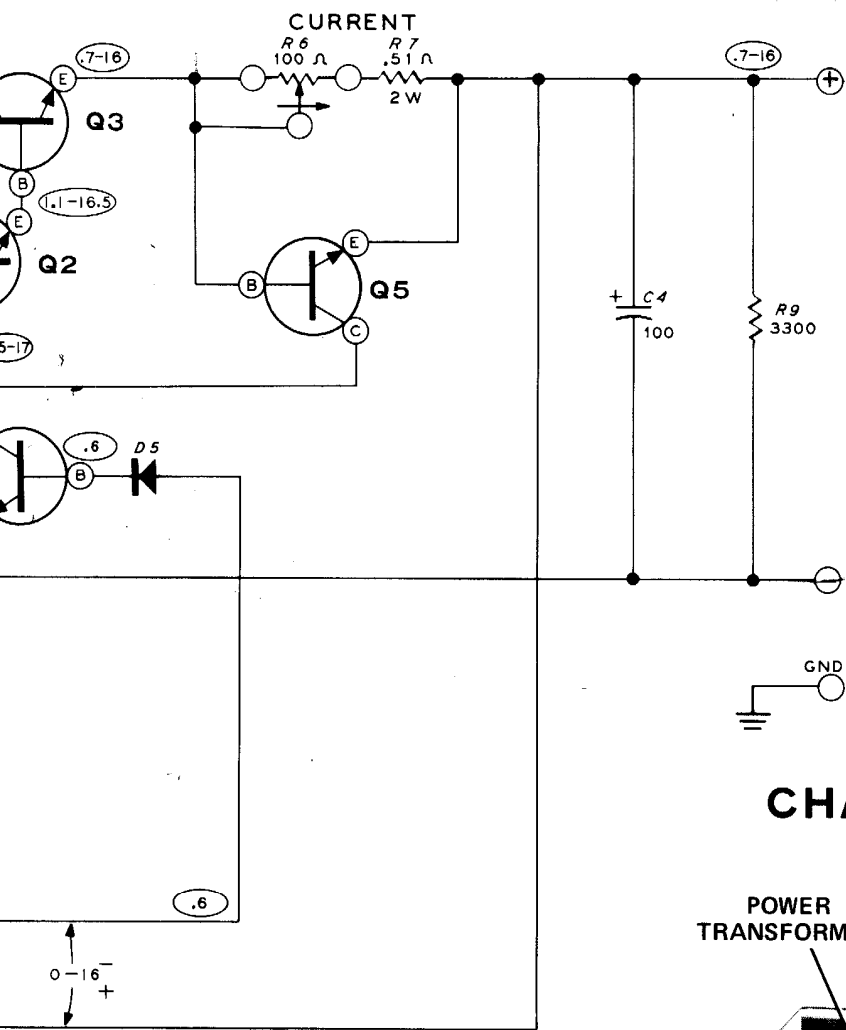 CURRENT
R6
100 Ω
R7
.51 Ω
2 W
.7-16
.7-16
+
E
Q3
B
1.1-16.5
E
Q2
E
B
Q5
C
+
C4
100
R9
3300
5-17
.6
D5
B
−
GND
CHA
.6
POWER
TRANSFORM
0-16
−
+